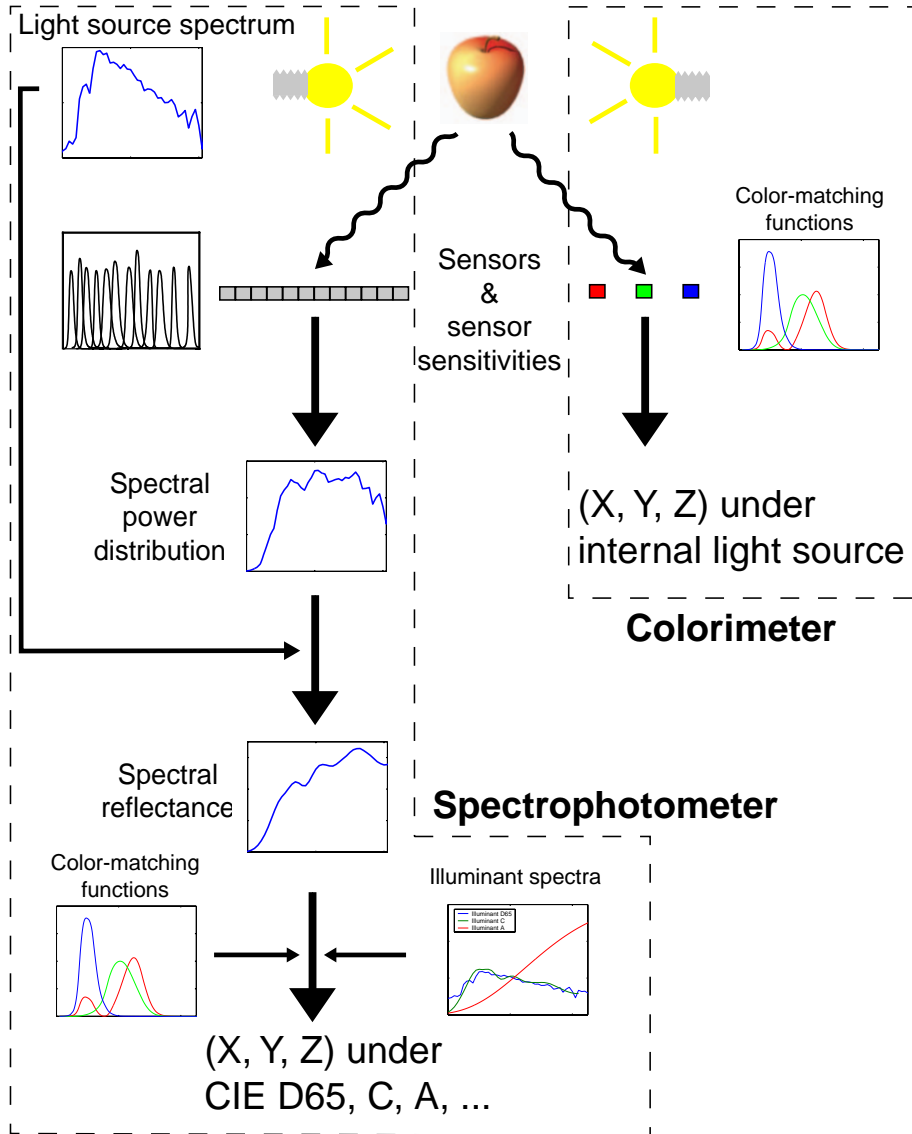 Light source spectrum
Color-matching
functions
Sensors
&
sensor
sensitivities
Spectral
power
distribution
(X, Y, Z) under
internal light source
Colorimeter
Spectral
reflectance
Spectrophotometer
Color-matching
functions
Illuminant spectra
Illuminant D65
Illuminant C
Illuminant A
(X, Y, Z) under
CIE D65, C, A, ...